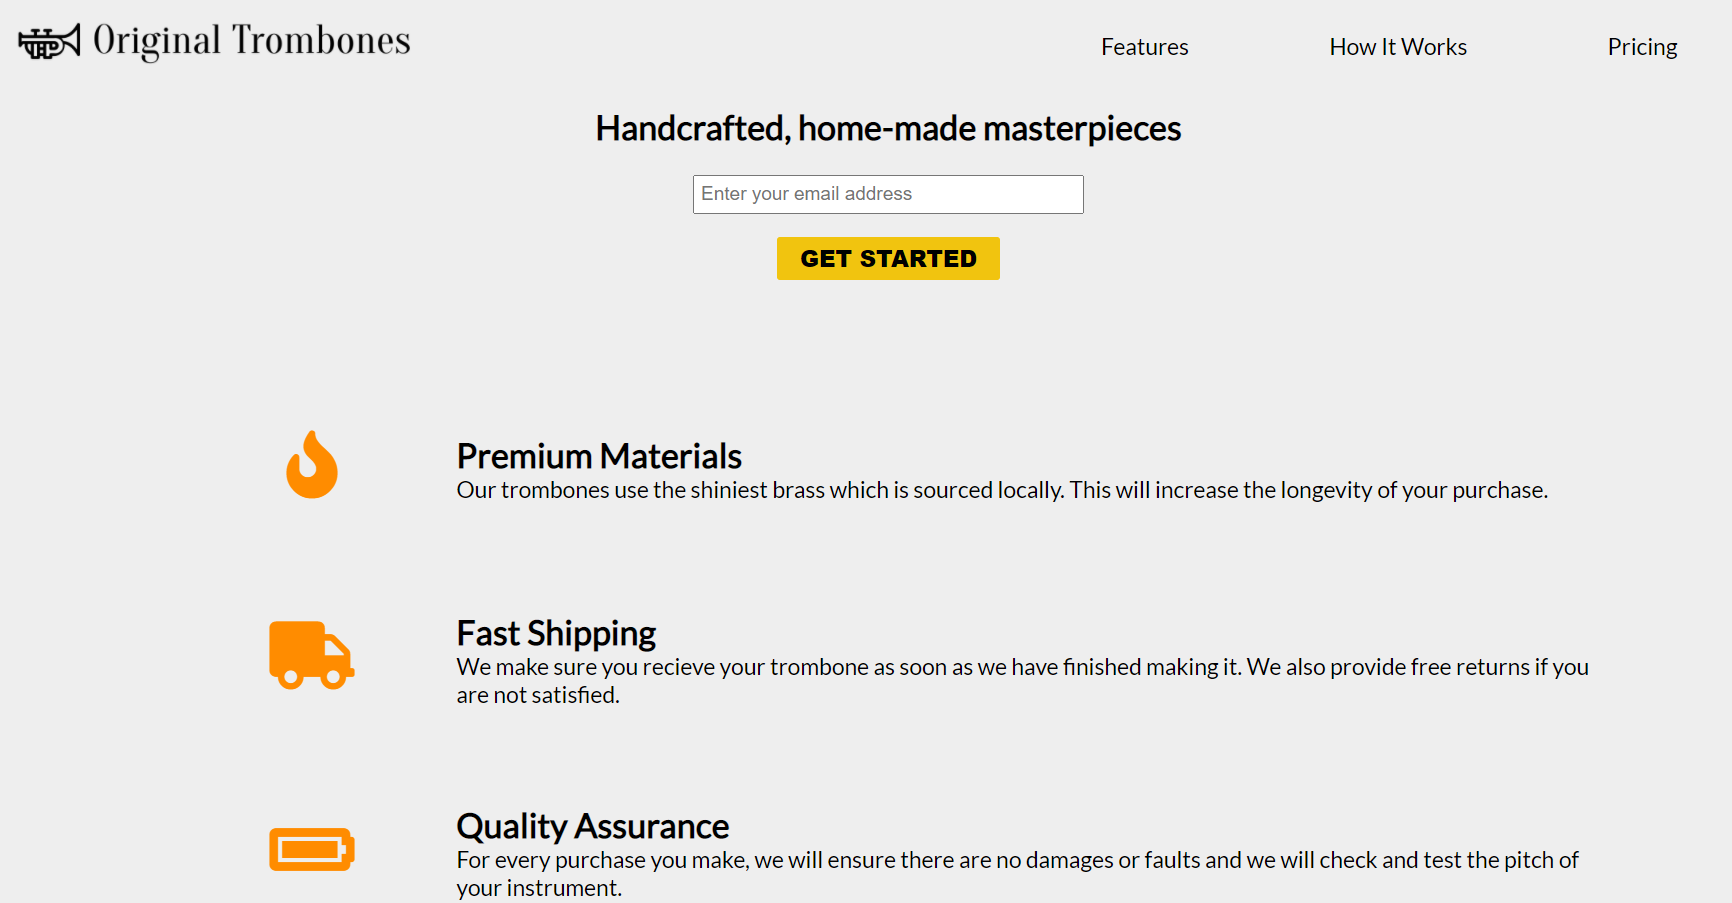 Original Trombones
Features
How It Works
Pricing
Handcrafted, home-made masterpieces
Enter your email address
GET STARTED
Premium Materials
Our trombones use the shiniest brass which is sourced locally. This will increase the longevity of your purchase.
Fast Shipping
We make sure you recieve your trombone as soon as we have finished making it. We also provide free returns if you
are not satisfied.
Quality Assurance
For every purchase you make, we will ensure there are no damages or faults and we will check and test the pitch of
your instrument.